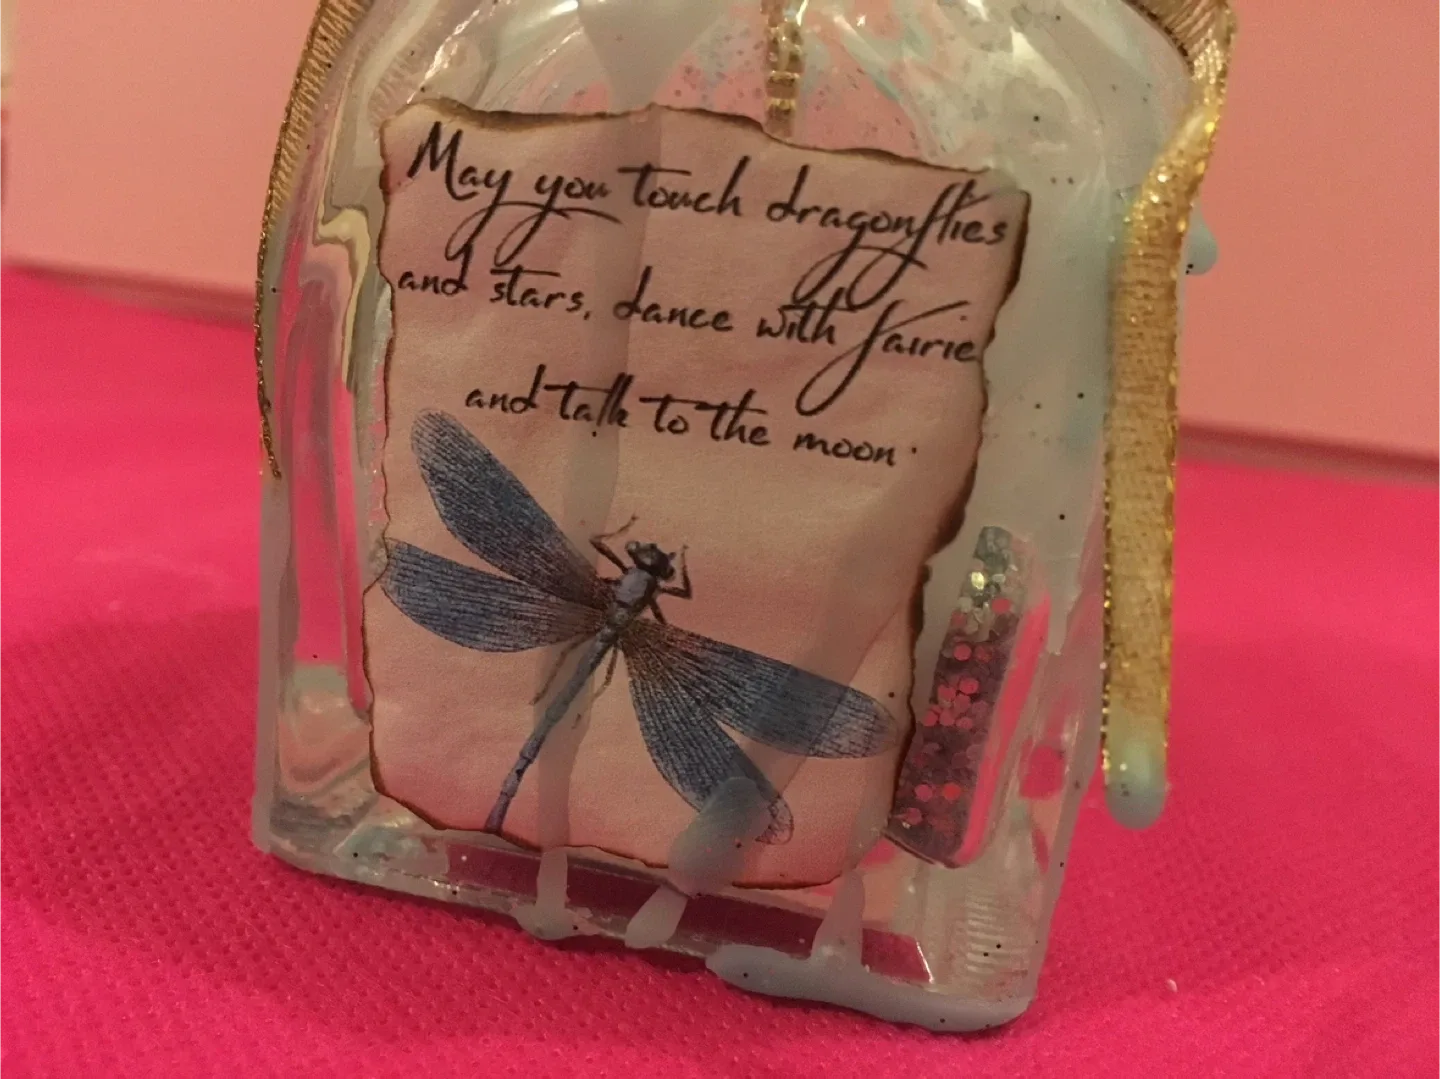 May you touch dragonflies
and stars, dance with fairie
and talk to the moon.